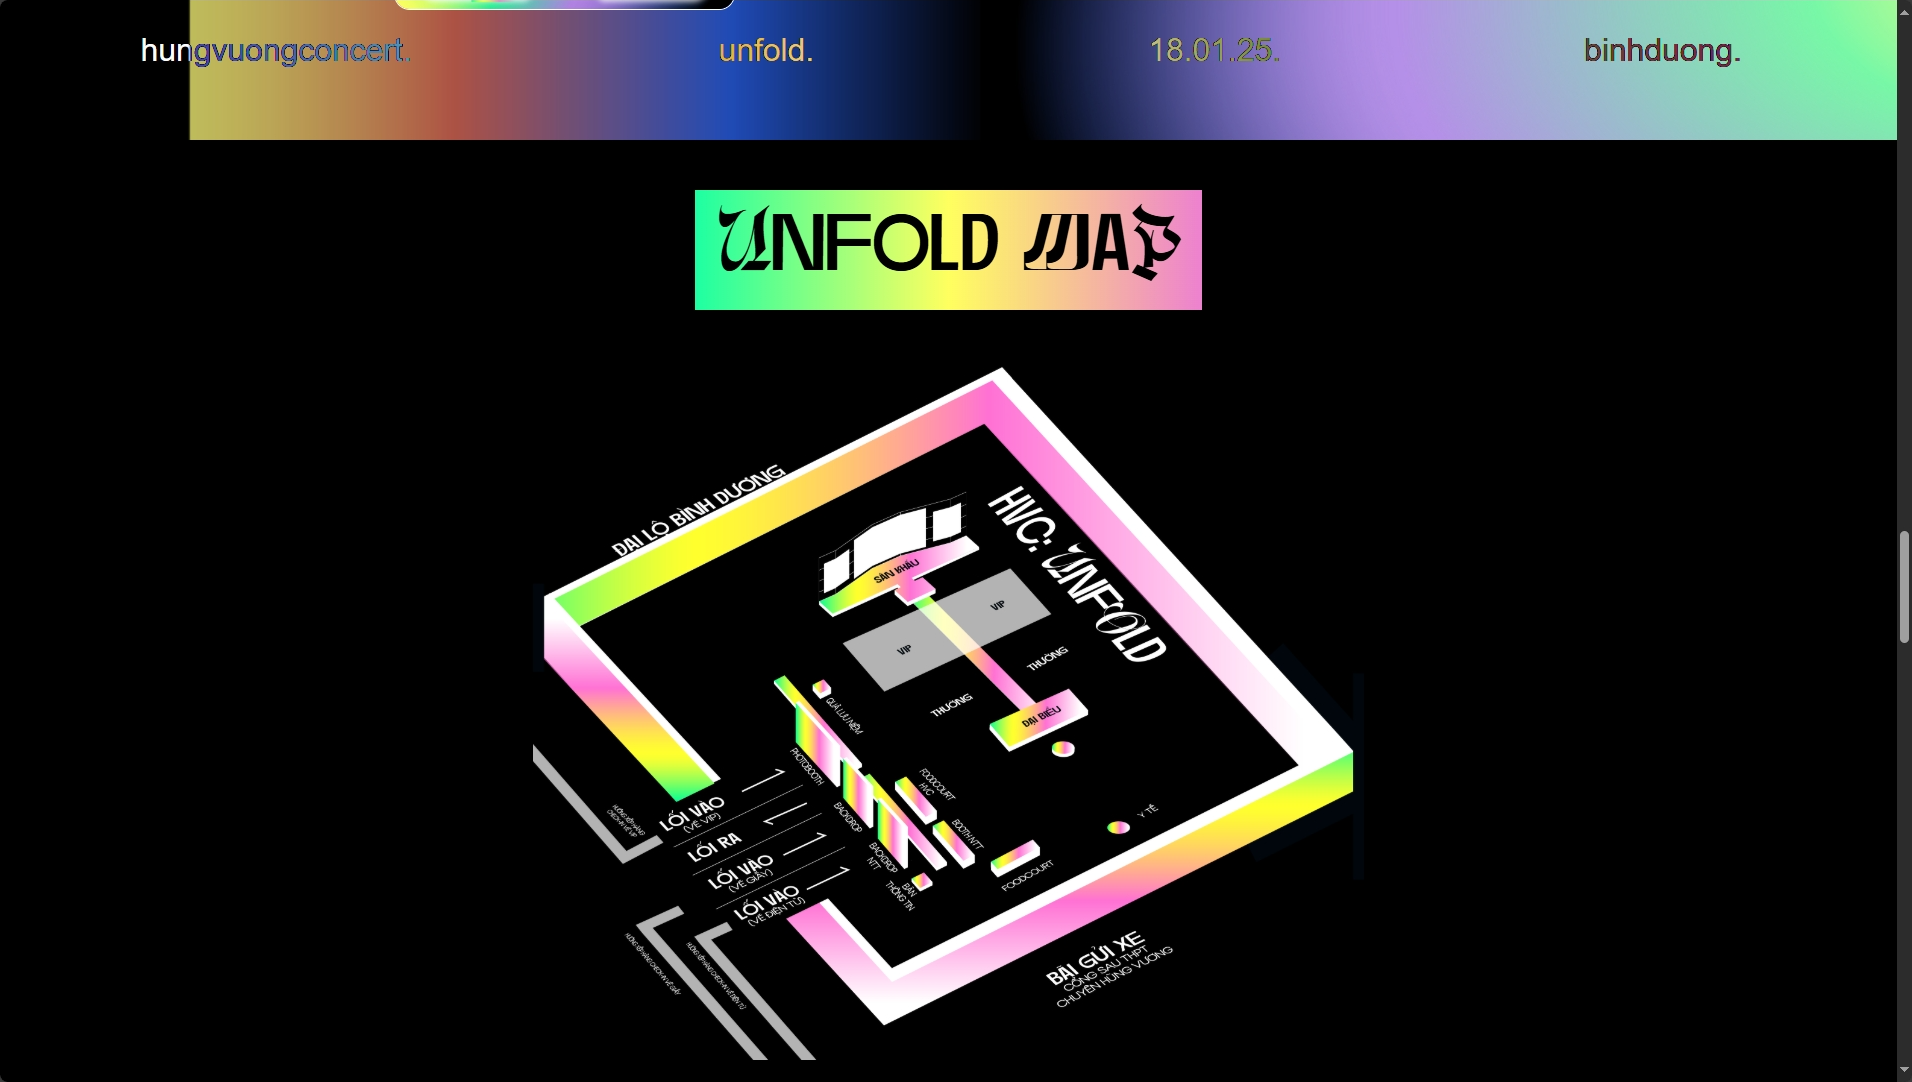 hungvuongconcert.
unfold.
18.01.25.
binhduong.
UNFOLD MAP
ĐẠI LỘ BÌNH DƯƠNG
HVC: UNFOLD
SÂN KHẤU
VIP
VIP
THƯỜNG
THƯỜNG
ĐẠI BIỂU
QUÀ LƯU NIỆM
PHOTOBOOTH
BACKDROP
BACKDROP
NTT
FOODCOURT
HVC
BOOTH NTT
BÀN
THÔNG TIN
FOODCOURT
Y TẾ
LỐI VÀO
(VÉ VIP)
LỐI RA
LỐI VÀO
(VÉ GIẤY)
LỐI VÀO
(VÉ ĐIỆN TỬ)
BÃI GỬI XE
CỔNG SAU THPT
CHUYÊN HÙNG VƯƠNG